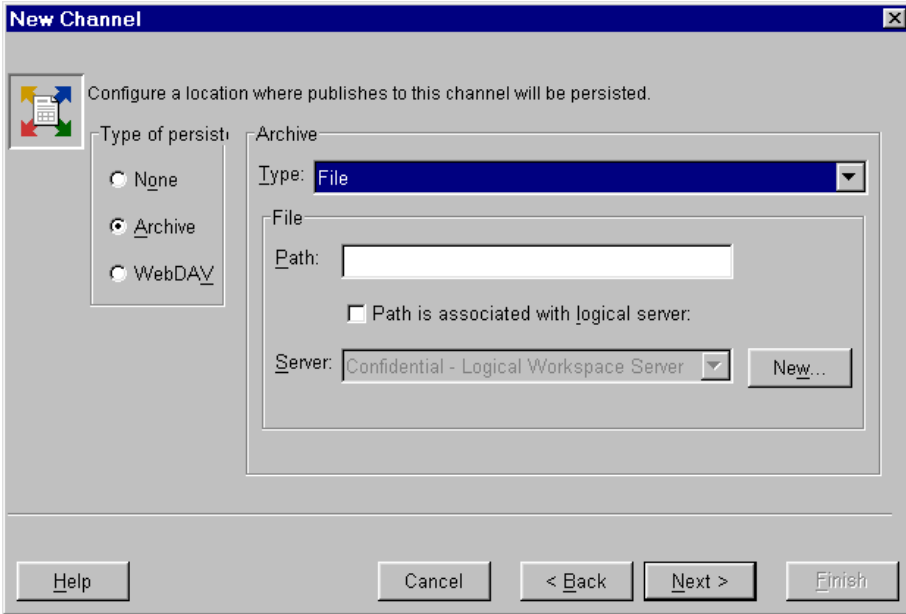 New Channel
Configure a location where publishes to this channel will be persisted.
Type of persist
None
Archive
WebDAV
Archive
Type: File
File
Path:
Path is associated with logical server:
Server: Confidential - Logical Workspace Server New...
Help Cancel < Back Next > Finish